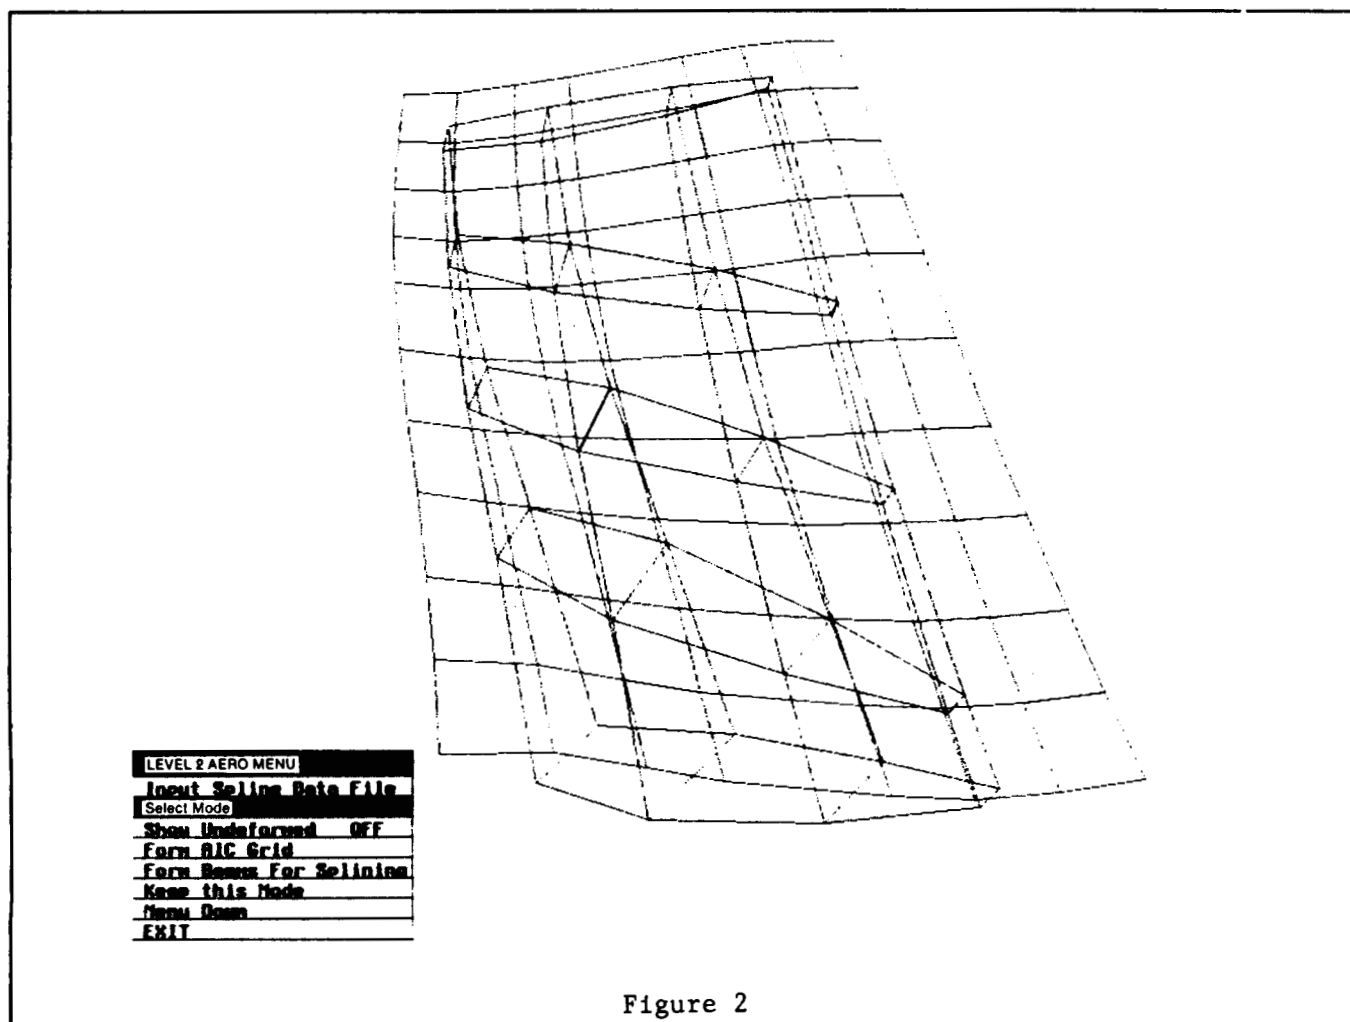 LEVEL 2 AERO MENU
Input Spline Data File
Select Mode
Show Undeformed OFF
Form AIC Grid
Form Beams For Splining
Keep this Mode
Menu Down
EXIT
Figure 2